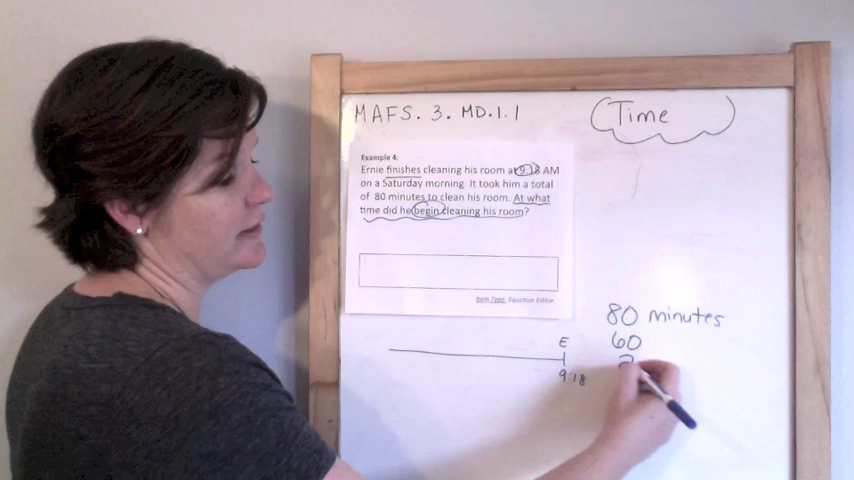 MAFS. 3. MD.1.1
Time
Example 4:
Ernie finishes cleaning his room at 9:18 AM
on a Saturday morning. It took him a total
of 80 minutes to clean his room. At what
time did he begin cleaning his room?
Item Type: Equation Editor
80 minutes
60
2
E
9:18